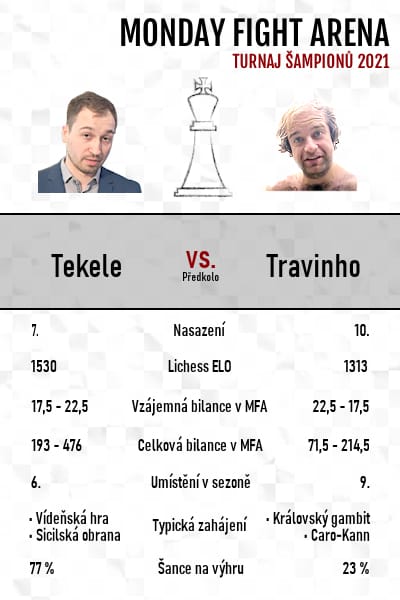 MONDAY FIGHT ARENA
TURNAJ ŠAMPIONŮ 2021
Tekele VS. Travinho
Předkolo
7. Nasazení 10.
1530 Lichess ELO 1313
17,5 - 22,5 Vzájemná bilance v MFA 22,5 - 17,5
193 - 476 Celková bilance v MFA 71,5 - 214,5
6. Umístění v sezoně 9.
• Vídeňská hra
• Sicilská obrana
Typická zahájení
• Královský gambit
• Caro-Kann
77 % Šance na výhru 23 %